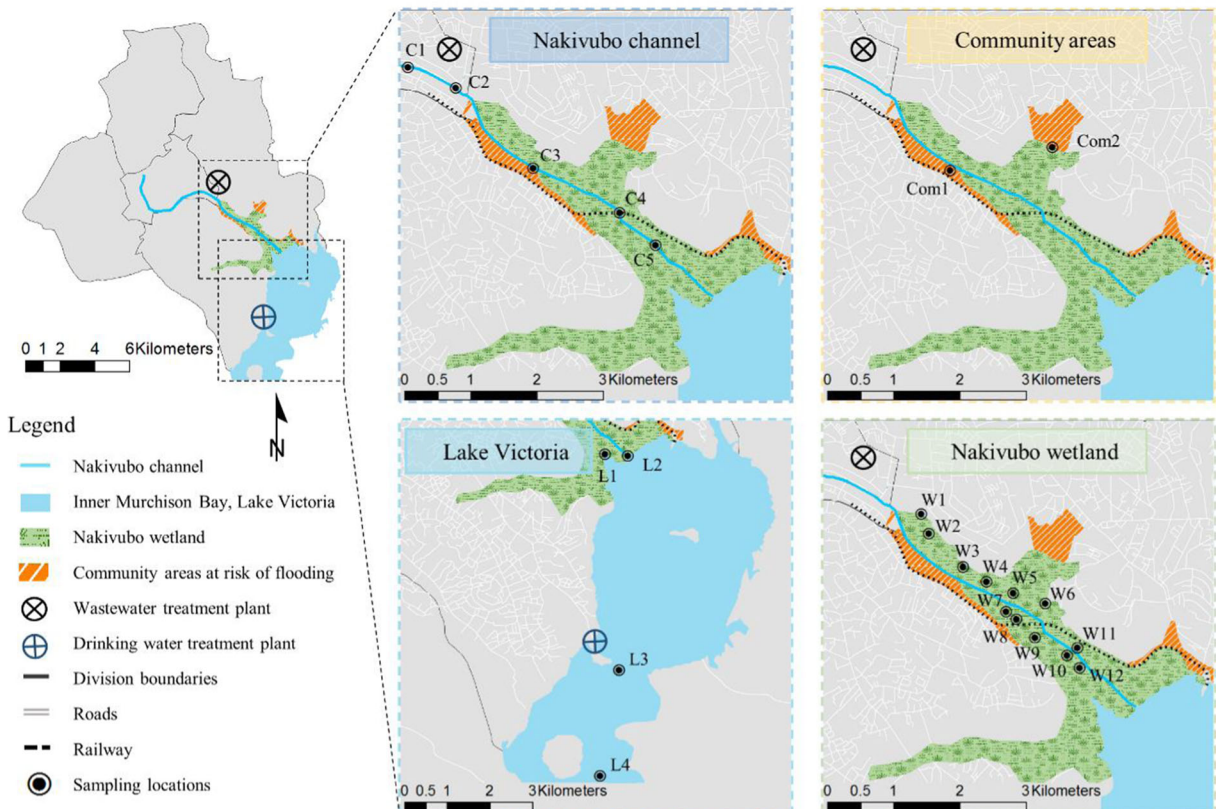 0 1 2 4 6Kilometers
N
Legend
Nakivubo channel
Inner Murchison Bay, Lake Victoria
Nakivubo wetland
Community areas at risk of flooding
Wastewater treatment plant
Drinking water treatment plant
Division boundaries
Roads
Railway
Sampling locations
Nakivubo channel
C1
C2
C3
C4
C5
0 0.5 1 2 3Kilometers
Community areas
Com2
Com1
0 0.5 1 2 3Kilometers
Lake Victoria
L1
L2
L3
L4
0 0.5 1 2 3Kilometers
Nakivubo wetland
W1
W2
W3
W4
W5
W7
W6
W8
W11
W9
W10
W12
0 0.5 1 2 3Kilometers